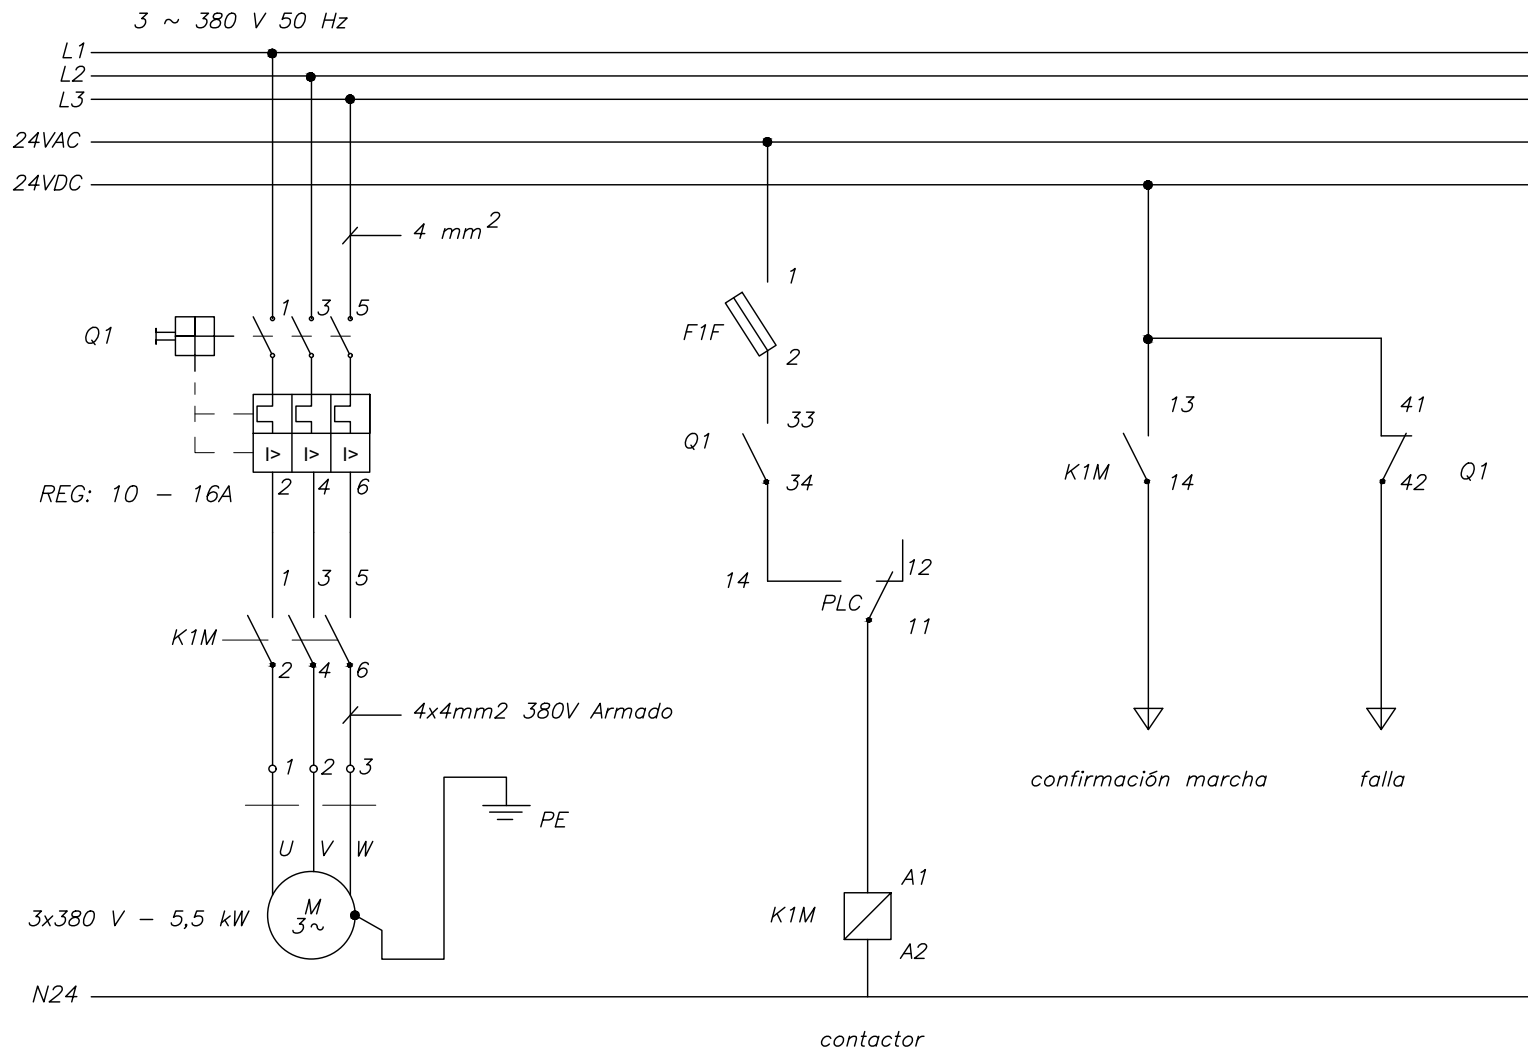 3 ~ 380 V 50 Hz
L1
L2
L3
24VAC
24VDC
4 mm2
Q1
1 3 5
I> I> I>
REG: 10 - 16A
2 4 6
1 3 5
K1M
2 4 6
4x4mm2 380V Armado
1 2 3
PE
U V W
M
3~
3x380 V - 5,5 kW
N24
1
F1F
2
33
Q1
34
14
12
PLC
11
A1
K1M
A2
contactor
13
K1M
14
confirmación marcha
41
42
Q1
falla